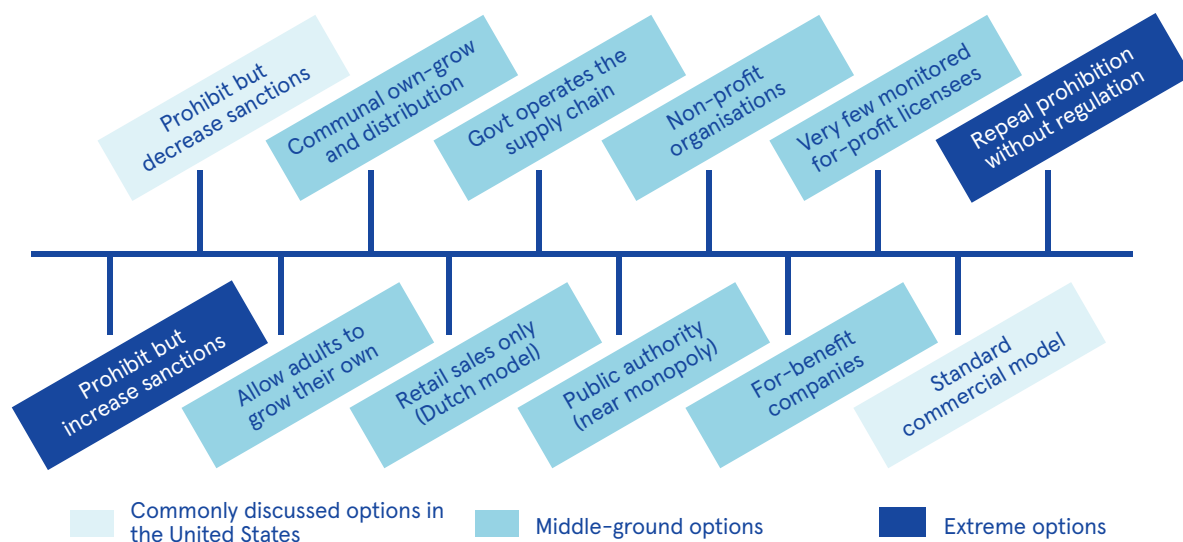 Prohibit but
decrease sanctions
Communal own-grow
and distribution
Govt operates the
supply chain
Non-profit
organisations
Very few monitored
for-profit licensees
Repeal prohibition
without regulation
Prohibit but
increase sanctions
Allow adults to
grow their own
Retail sales only
(Dutch model)
Public authority
(near monopoly)
For-benefit
companies
Standard
commercial model
Commonly discussed options in
the United States
Middle-ground options
Extreme options